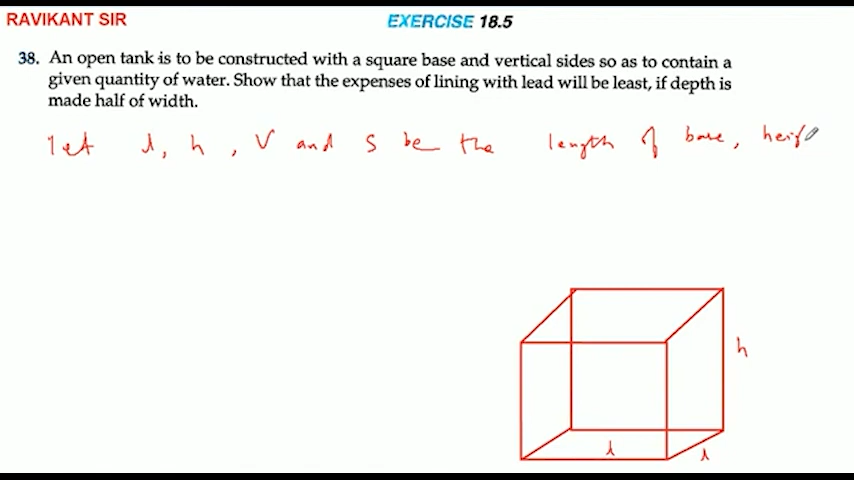 RAVIKANT SIR
EXERCISE 18.5
38. An open tank is to be constructed with a square base and vertical sides so as to contain a
given quantity of water. Show that the expenses of lining with lead will be least, if depth is
made half of width.
let l, h, V and S be the length of base, heig
h
l
l